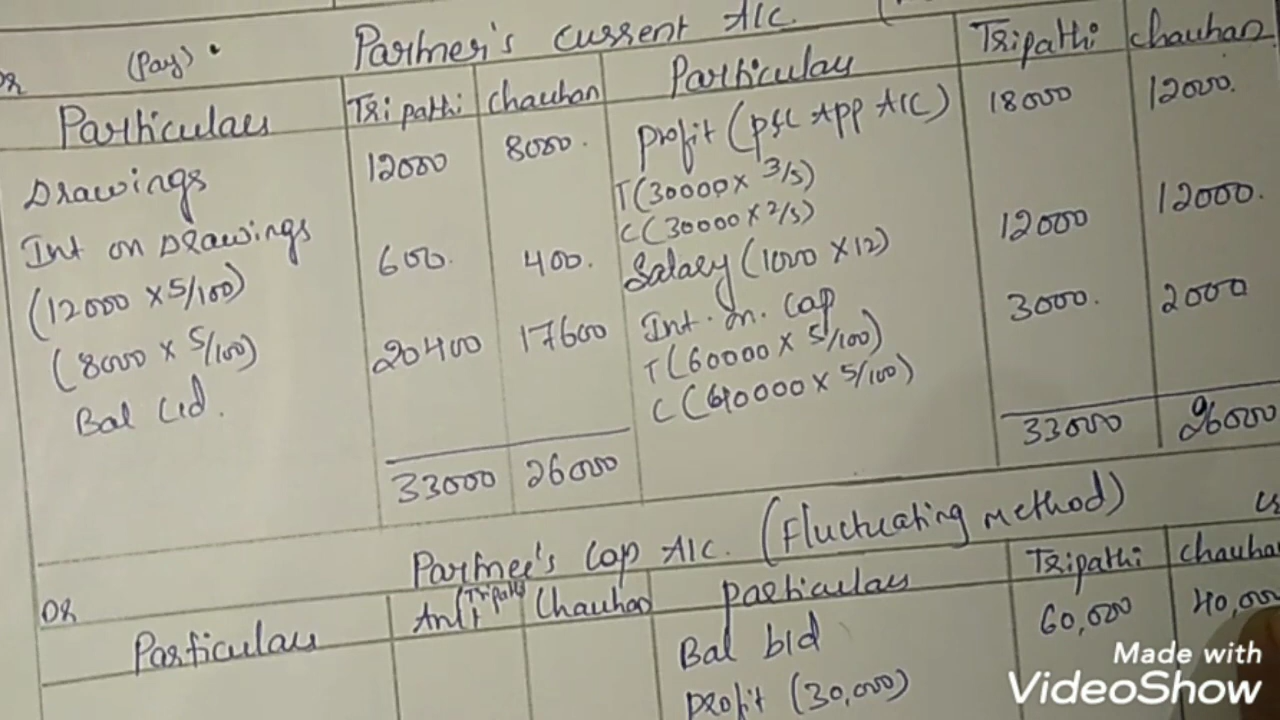 Partner's current A/C.
Dr (Pay)
Particulars Tripathi Chauhan Particulars Tripathi Chauhan
Drawings 12000 8000. Profit (P&L App A/C) 18000 12000.
T (30000 x 3/5)
C (30000 x 2/5)
Int on Drawings 600. 400. Salary (1000 x 12) 12000 12000.
(12000 x 5/100)
(8000 x 5/100)
Int. on. Cap 3000. 2000
T (60000 x 5/100)
C (40000 x 5/100)
Bal c/d. 20400 17600
33000 26000 33000 26000
Partner's Cap A/C. (Fluctuating method)
DR Cr
Particulars Tripathi Chauhan Particulars Tripathi Chauhan
Bal b/d 60,000 40,000
Profit (30,000)
Made with
VideoShow